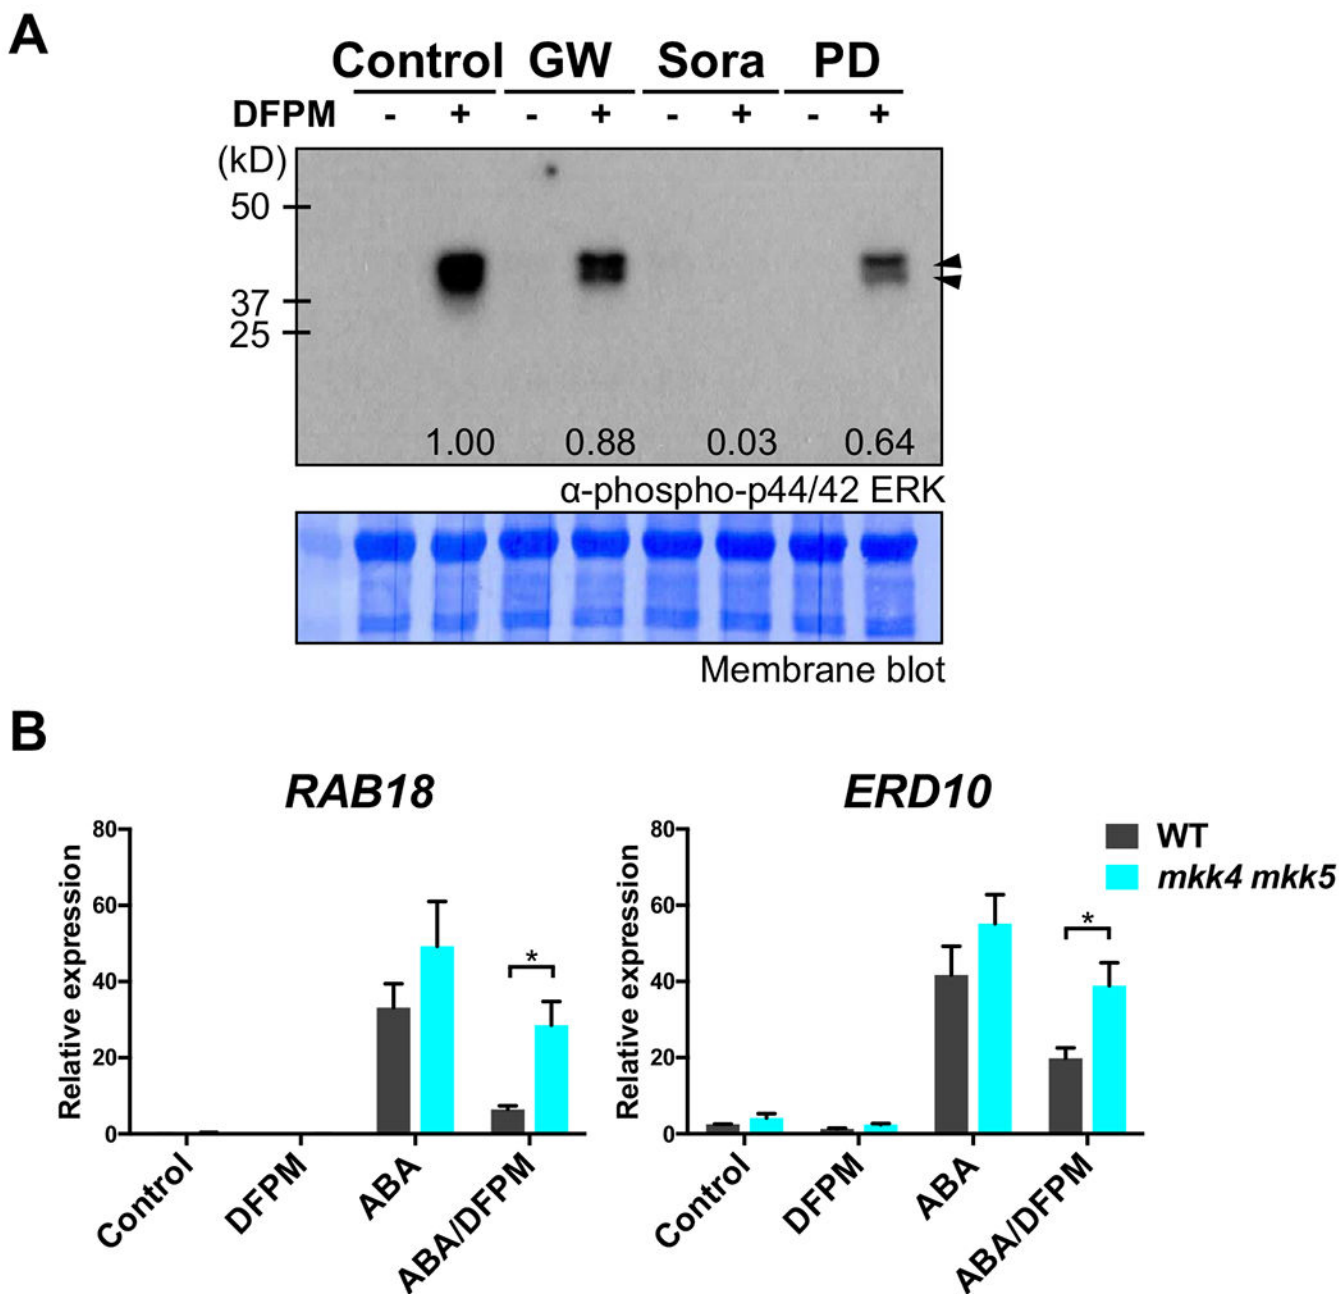 A
Control GW Sora PD
DFPM - + - + - + - +
(kD)
50
37
25
1.00 0.88 0.03 0.64
α-phospho-p44/42 ERK
Membrane blot
B
RAB18
80
60
40
20
0
Relative expression
*
Control
DFPM
ABA
ABA/DFPM
ERD10
80
60
40
20
0
Relative expression
*
Control
DFPM
ABA
ABA/DFPM
WT
mkk4 mkk5